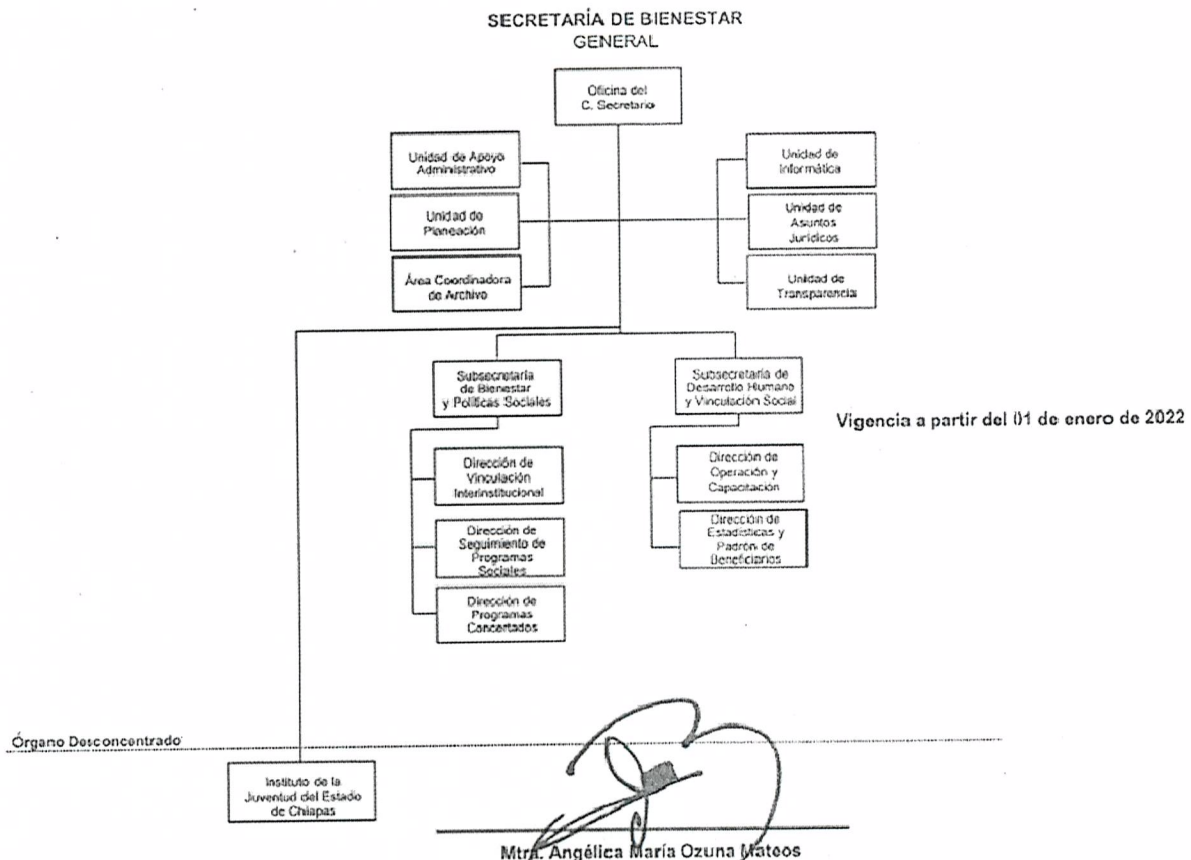 SECRETARÍA DE BIENESTAR
GENERAL
Oficina del
C. Secretario
Unidad de Apoyo
Administrativo
Unidad de
Planeación
Área Coordinadora
de Archivo
Unidad de
Informática
Unidad de
Asuntos
Jurídicos
Unidad de
Transparencia
Subsecretaría
de Bienestar
y Políticas Sociales
Dirección de
Vinculación
Interinstitucional
Dirección de
Seguimiento de
Programas
Sociales
Dirección de
Programas
Concertados
Subsecretaría de
Desarrollo Humano
y Vinculación Social
Dirección de
Operación y
Capacitación
Dirección de
Estadísticas y
Padrón de
Beneficiarios
Vigencia a partir del 01 de enero de 2022
Órgano Desconcentrado
Instituto de la
Juventud del Estado
de Chiapas
Mtra. Angélica María Ozuna Mateos